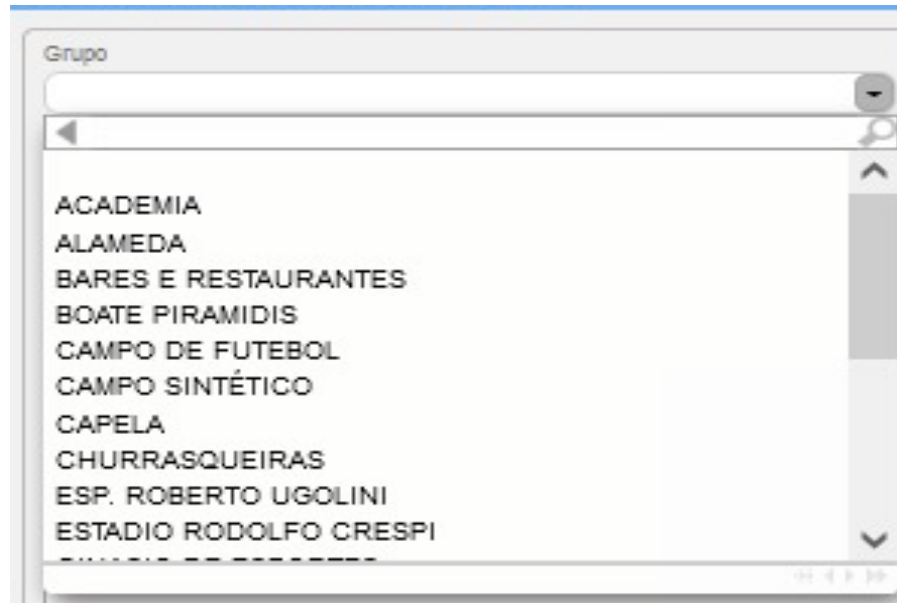 Grupo
ACADEMIA
ALAMEDA
BARES E RESTAURANTES
BOATE PIRAMIDIS
CAMPO DE FUTEBOL
CAMPO SINTÉTICO
CAPELA
CHURRASQUEIRAS
ESP. ROBERTO UGOLINI
ESTADIO RODOLFO CRESPI